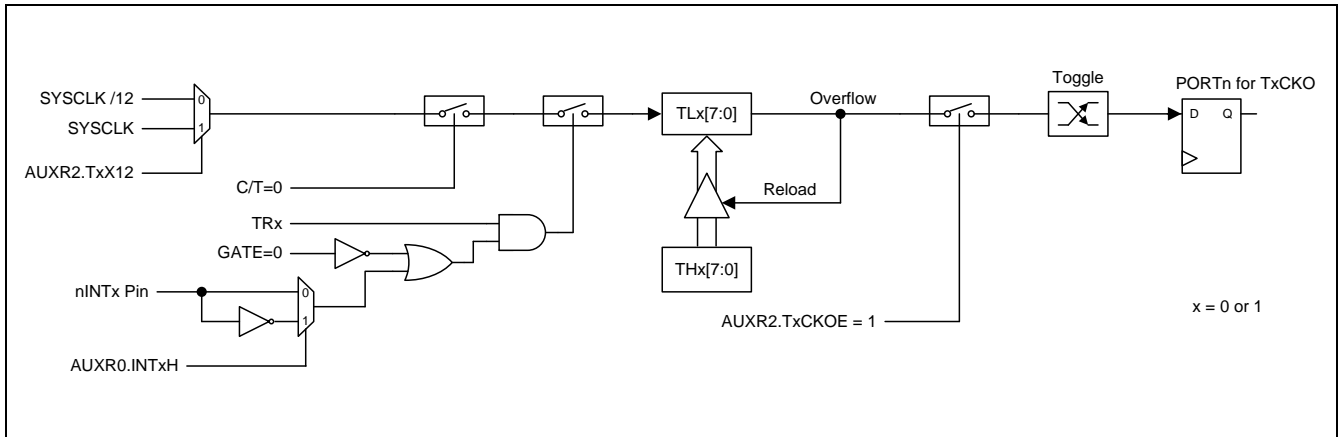 Toggle
PORTn for TxCKO
SYSCLK /12
0
Overflow
TLx[7:0]
D Q
SYSCLK
1
AUXR2.TxX12
C/T=0
Reload
TRx
GATE=0
THx[7:0]
nINTx Pin
0
x = 0 or 1
1
AUXR2.TxCKOE = 1
AUXR0.INTxH